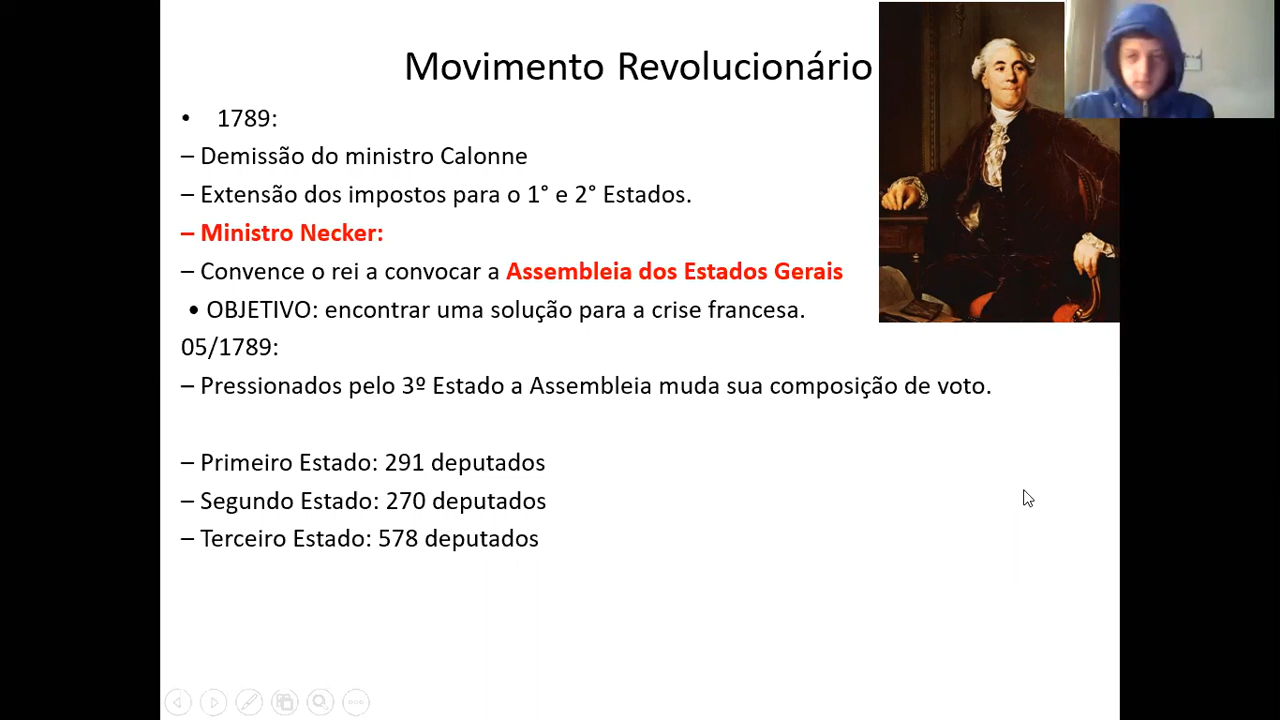 Movimento Revolucionário
• 1789:
– Demissão do ministro Calonne
– Extensão dos impostos para o 1° e 2° Estados.
– Ministro Necker:
– Convence o rei a convocar a Assembleia dos Estados Gerais
• OBJETIVO: encontrar uma solução para a crise francesa.
05/1789:
– Pressionados pelo 3º Estado a Assembleia muda sua composição de voto.
– Primeiro Estado: 291 deputados
– Segundo Estado: 270 deputados
– Terceiro Estado: 578 deputados